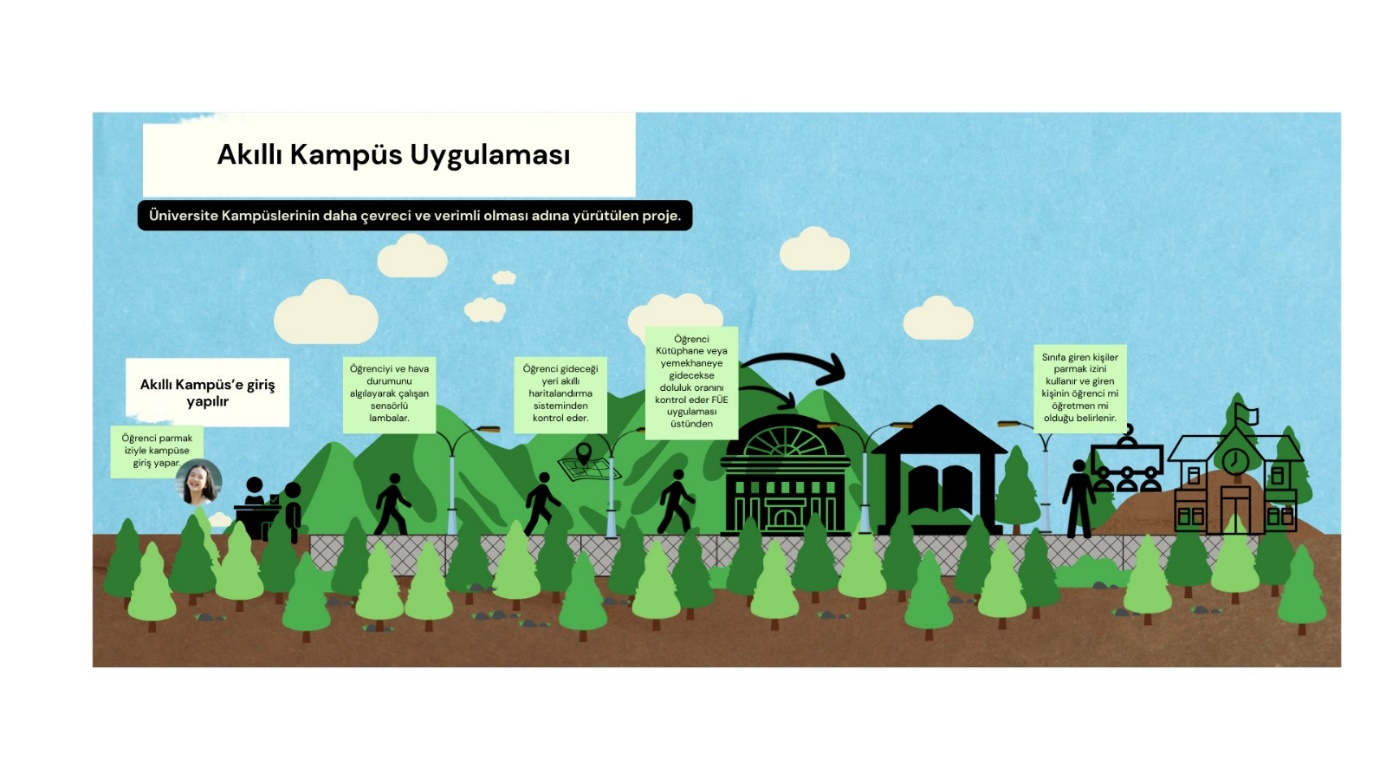 Akıllı Kampüs Uygulaması
Üniversite Kampüslerinin daha çevreci ve verimli olması adına yürütülen proje.
Akıllı Kampüs’e giriş
yapılır
Öğrenci parmak
iziyle kampüse
giriş yapar.
Öğrenciyi ve hava
durumunu
algılayarak çalışan
sensörlü
lambalar.
Öğrenci gideceği
yeri akıllı
haritalandırma
sisteminden
kontrol eder.
Öğrenci
Kütüphane veya
yemekhaneye
gidecekse
doluluk oranını
kontrol eder FÜE
uygulaması
üstünden
Sınıfa giren kişiler
parmak izini
kullanır ve giren
kişinin öğrenci mi
öğretmen mi
olduğu belirlenir.